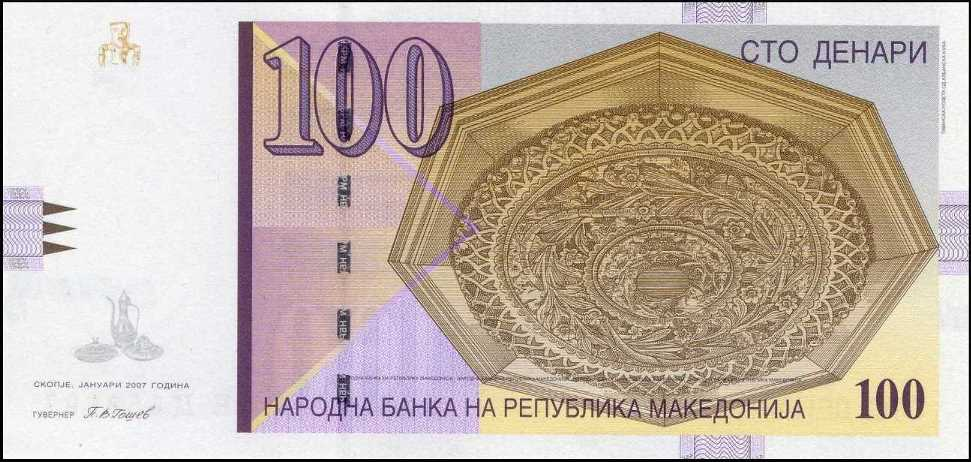 100
СТО ДЕНАРИ
СКОПЈЕ, ЈАНУАРИ 2007 ГОДИНА
ГУВЕРНЕР
НАРОДНА БАНКА НА РЕПУБЛИКА МАКЕДОНИЈА
100